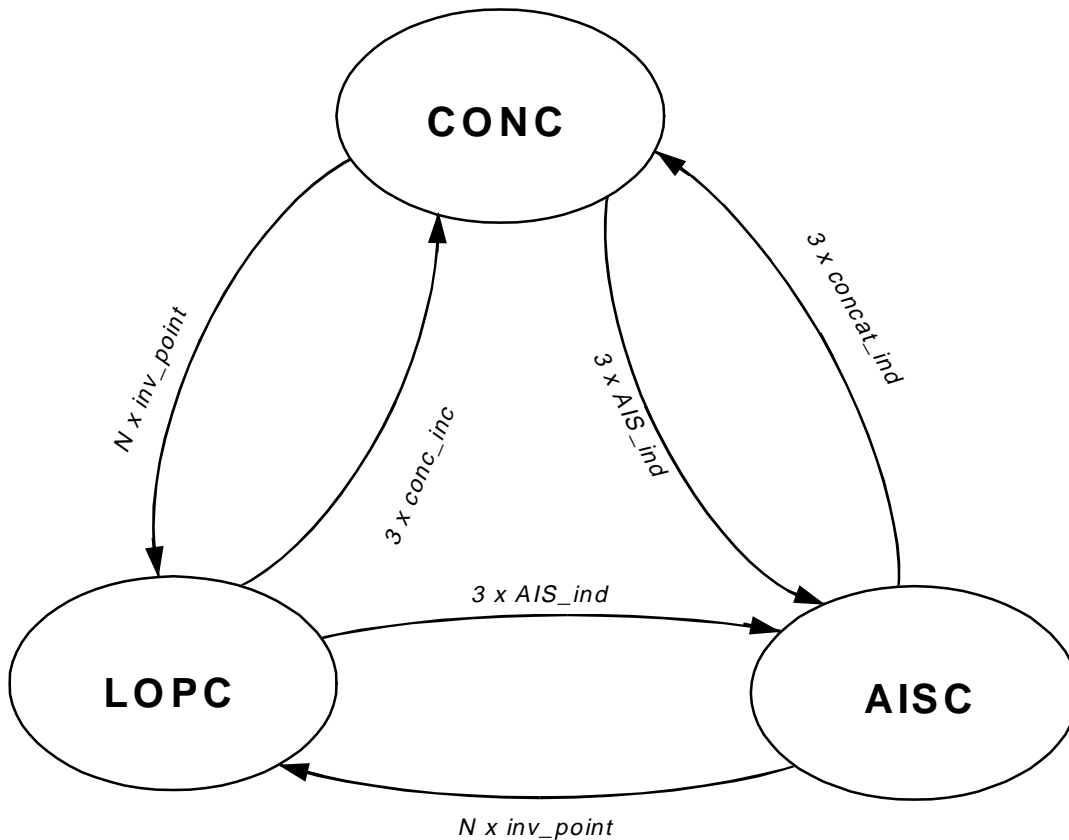 CONC
3 x concat_ind
N x inv_point
3 x AIS_ind
3 x conc_inc
3 x AIS_ind
LOPC
AISC
N x inv_point